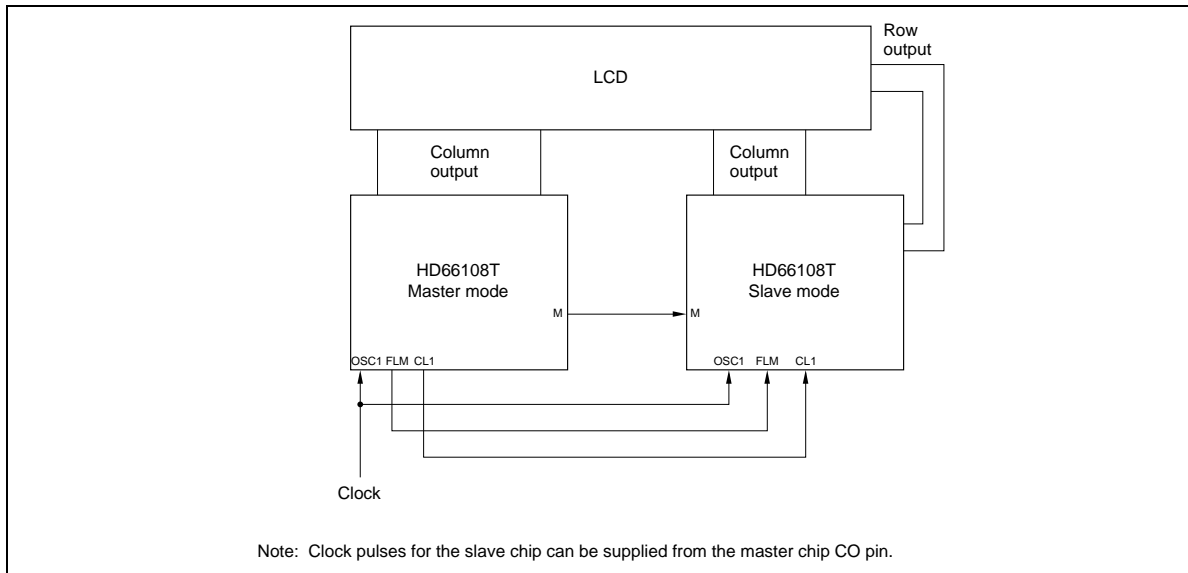 Row
output
LCD
Column
output
Column
output
HD66108T
Master mode
M
OSC1 FLM CL1
HD66108T
Slave mode
M
OSC1 FLM CL1
Clock
Note: Clock pulses for the slave chip can be supplied from the master chip CO pin.